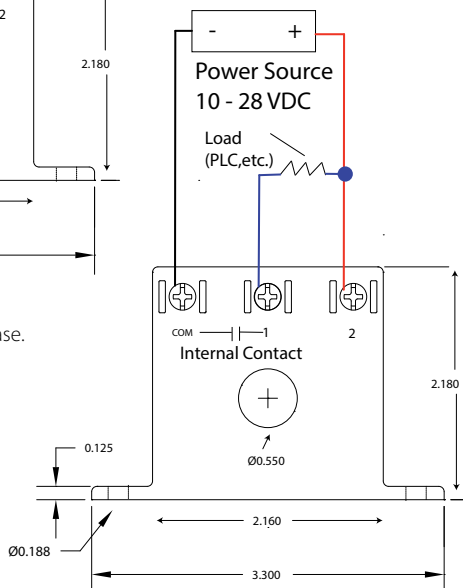 2
2.180
- +
Power Source
10 - 28 VDC
Load
(PLC,etc.)
COM 1 2
Internal Contact
2.180
0.125
Ø0.550
Ø0.188
2.160
3.300